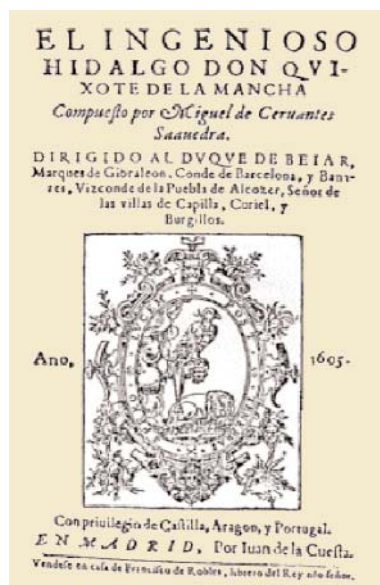 EL INGENIOSO
HIDALGO DON QVI-
XOTE DE LA MANCHA
Compuesto por Miguel de Ceruantes
Saauedra.
DIRIGIDO AL DVQVE DE BEIAR,
Marques de Gibraleon, Conde de Barcelona, y Bana-
res, Vizconde de la Puebla de Alcozer, Señor de
las villas de Capilla, Curiel, y
Burgillos.
Año, 1605.
Con priuilegio de Castilla, Aragon, y Portugal.
EN MADRID, Por Iuan de la Cuesta.
Vendese en casa de Francisco de Robles, librero del Rey nro señor.